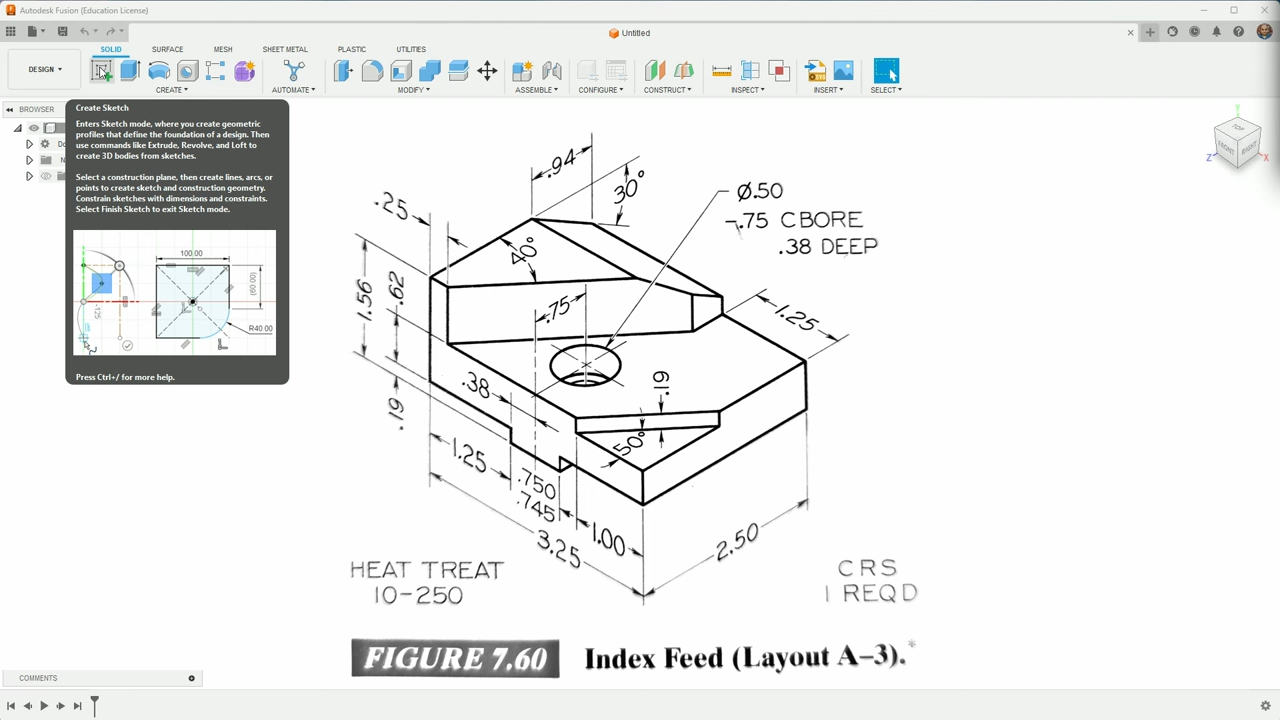 Autodesk Fusion (Education License)
Untitled
DESIGN
SOLID
SURFACE
MESH
SHEET METAL
PLASTIC
UTILITIES
CREATE
AUTOMATE
MODIFY
ASSEMBLE
CONFIGURE
CONSTRUCT
INSPECT
INSERT
SELECT
BROWSER
Create Sketch
Enters Sketch mode, where you create geometric
profiles that define the foundation of a design. Then
use commands like Extrude, Revolve, and Loft to
create 3D bodies from sketches.
Select a construction plane, then create lines, arcs, or
points to create sketch and construction geometry.
Constrain sketches with dimensions and constraints.
Select Finish Sketch to exit Sketch mode.
100.00
(60.00)
R40.00
125
Press Ctrl+/ for more help.
TOP
FRONT
RIGHT
Y
Z
X
.94
30°
Ø.50
.75 CBORE
.38 DEEP
.25
40°
1.56
.62
.75
1.25
.38
.19
.19
50°
1.25
.750
.745
1.00
3.25
2.50
HEAT TREAT
10-250
CRS
1 REQD
FIGURE 7.60
Index Feed (Layout A–3).*
COMMENTS